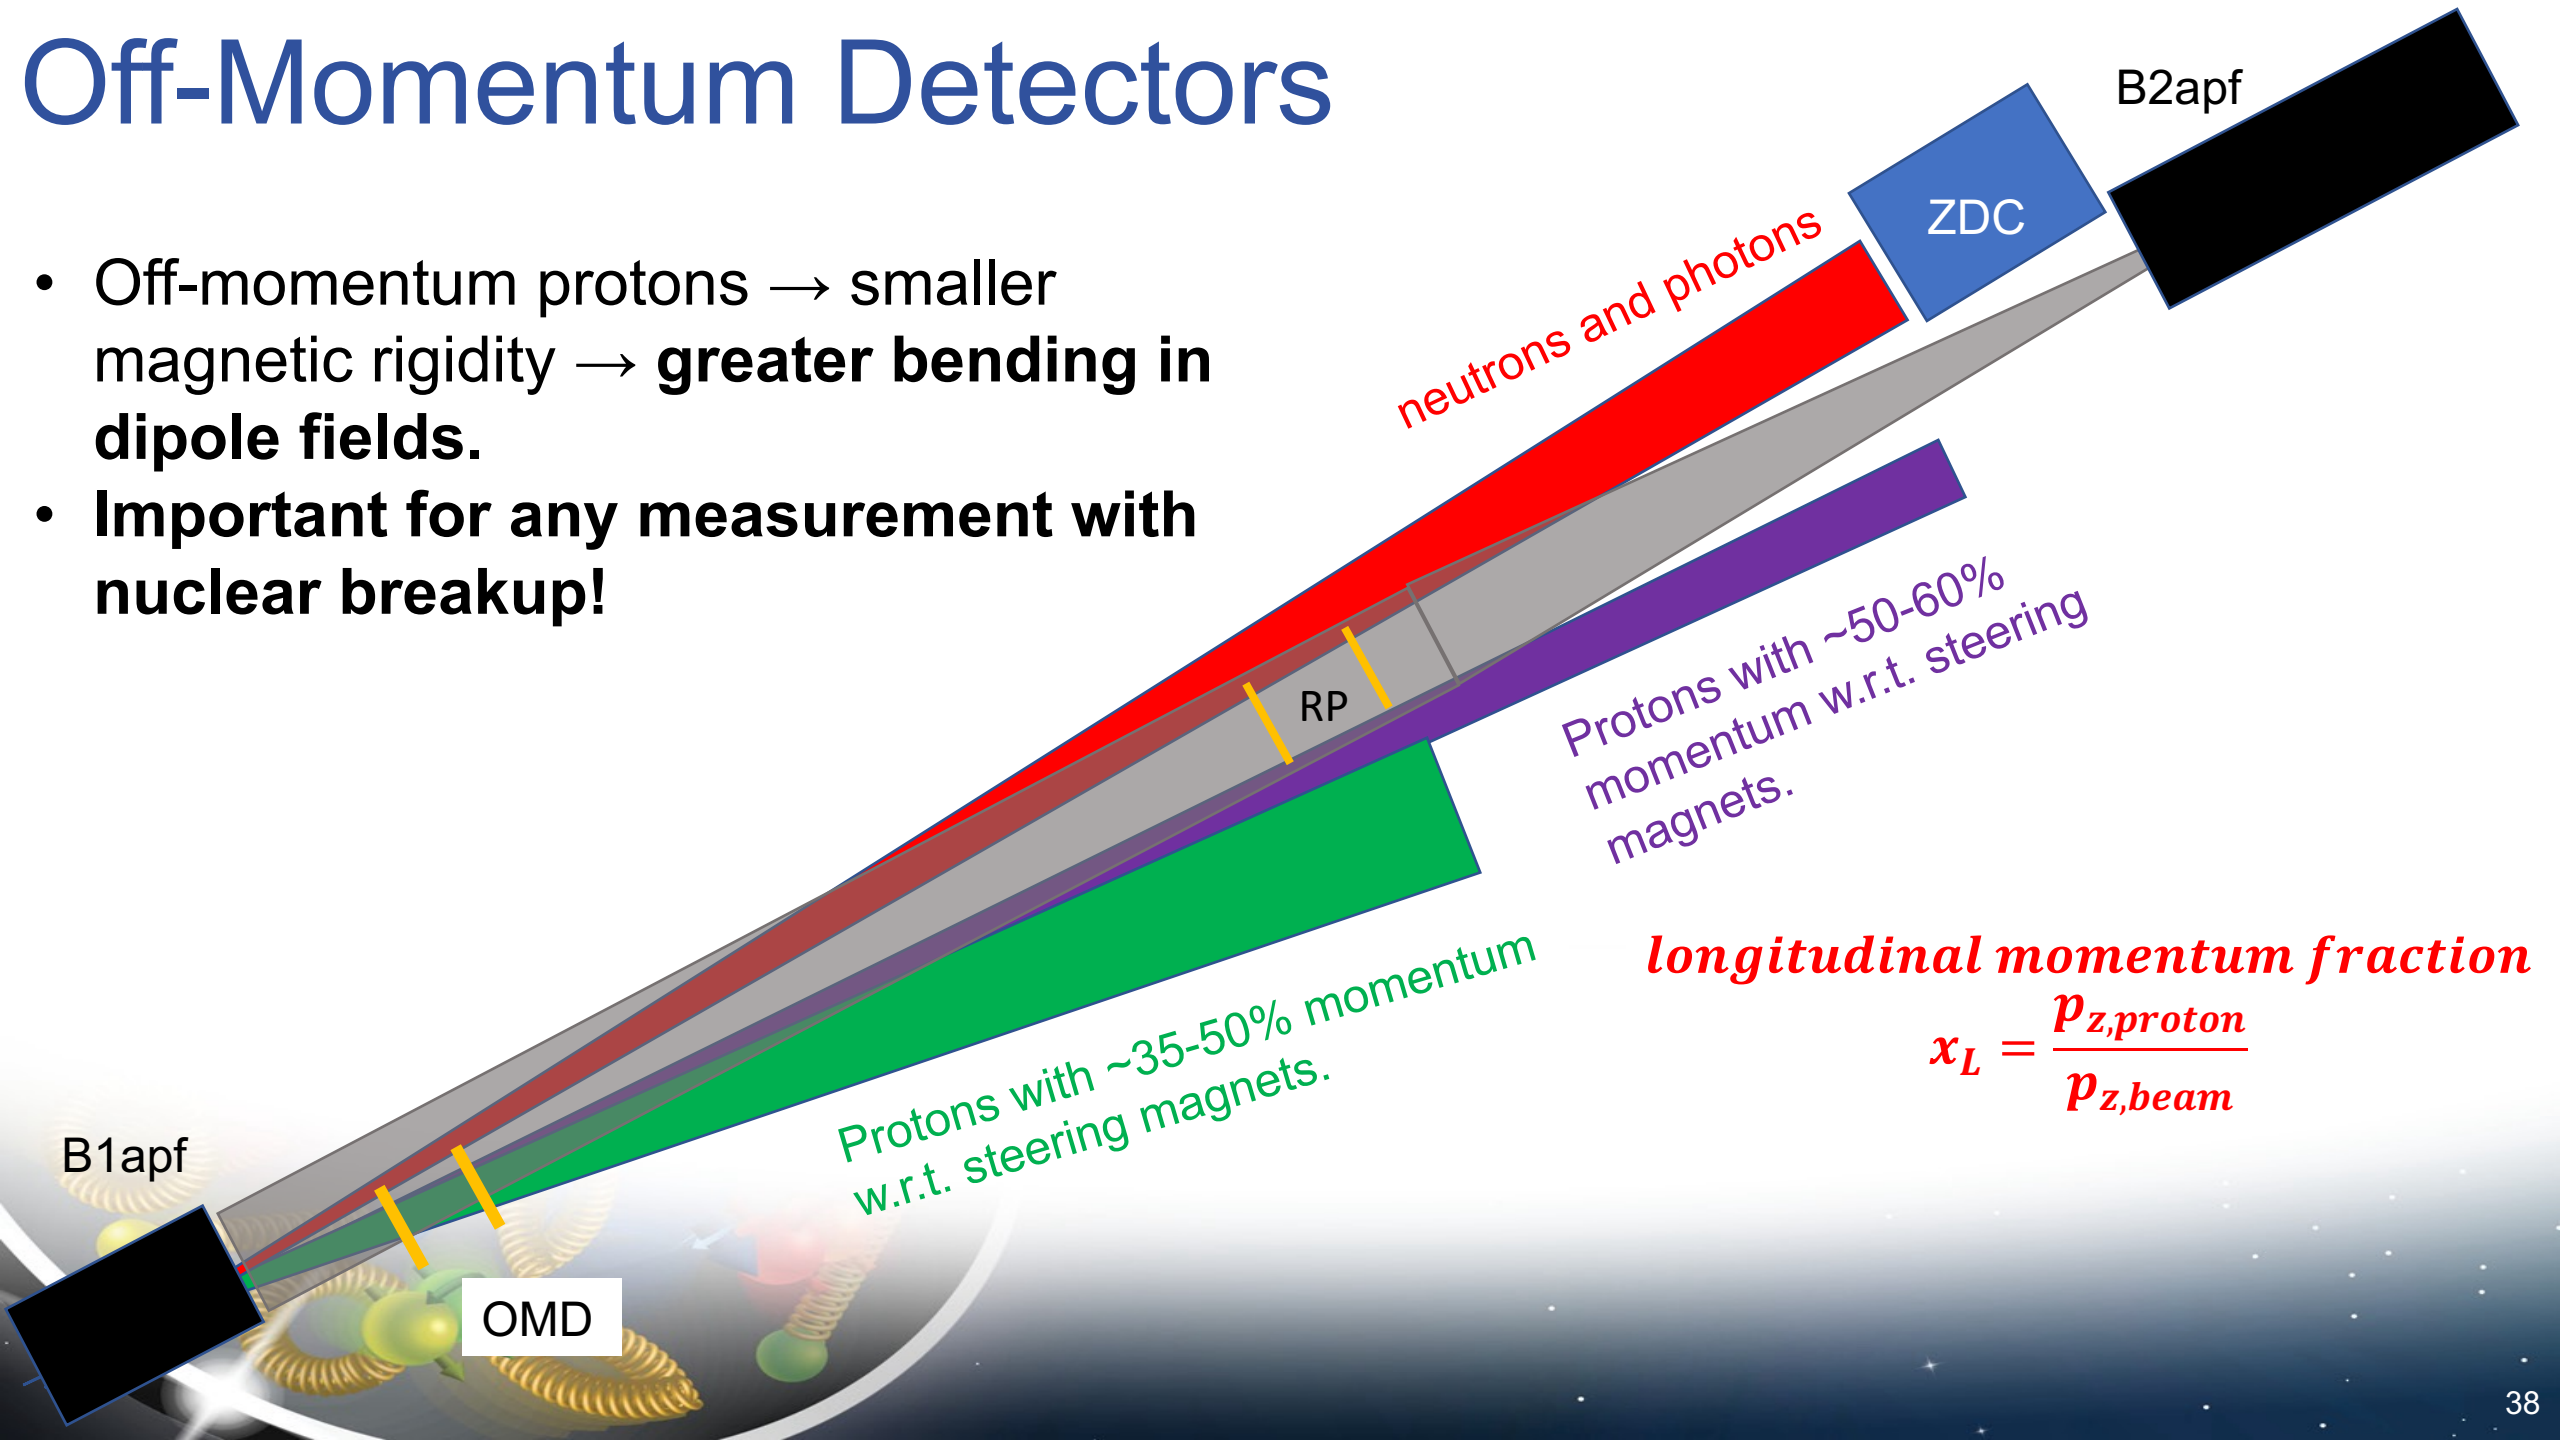 Off-Momentum Detectors
• Off-momentum protons → smaller
magnetic rigidity → greater bending in
dipole fields.
• Important for any measurement with
nuclear breakup!
B2apf
ZDC
neutrons and photons
RP
Protons with ~50-60%
momentum w.r.t. steering
magnets.
Protons with ~35-50% momentum
w.r.t. steering magnets.
longitudinal momentum fraction
x_L = p_{z,proton} / p_{z,beam}
B1apf
OMD
38